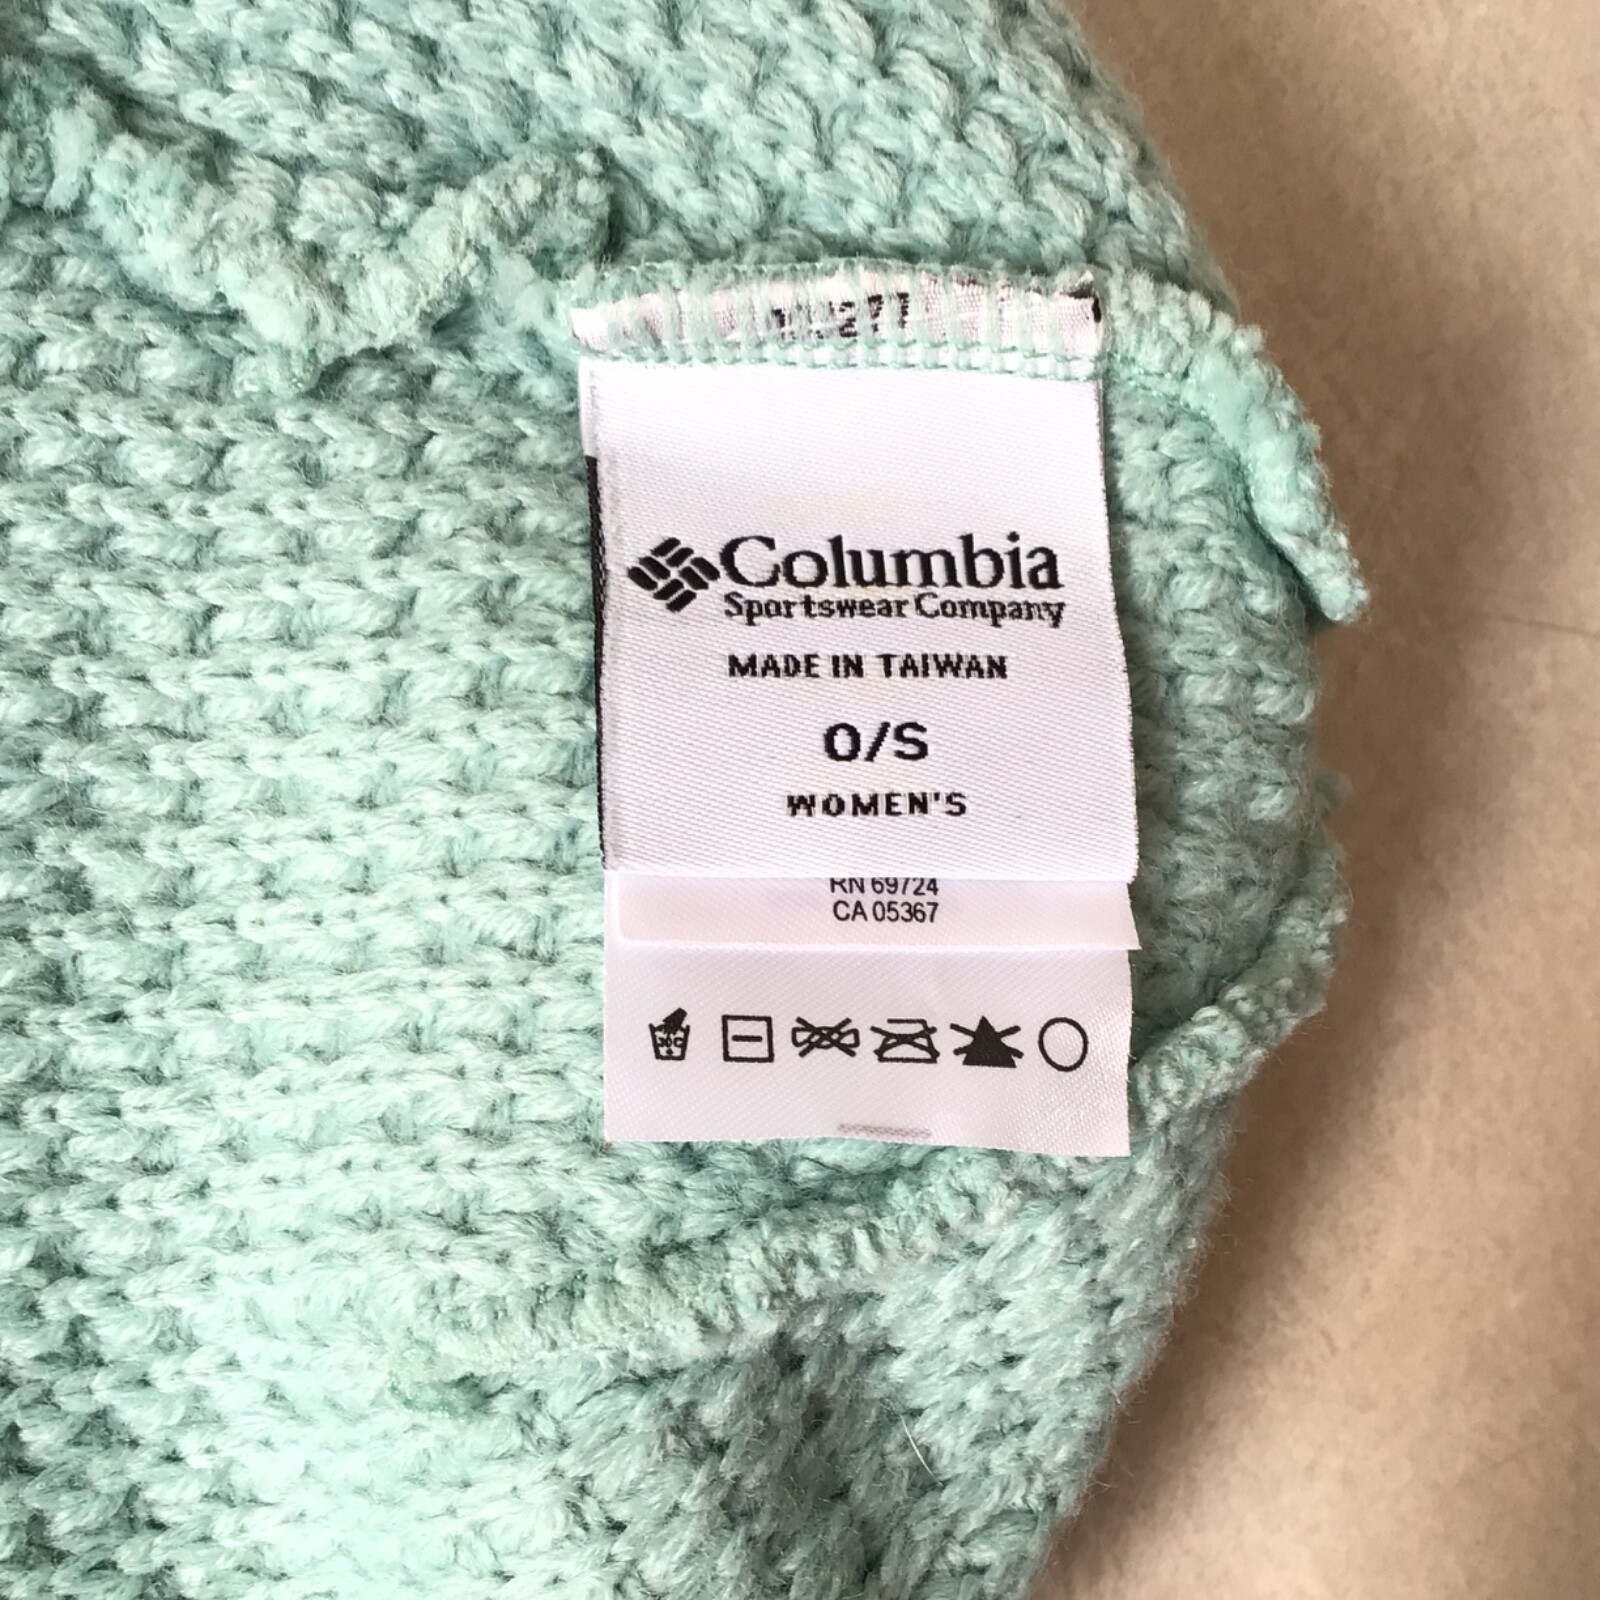 Columbia
Sportswear Company
MADE IN TAIWAN
O/S
WOMEN'S
RN 69724
CA 05367